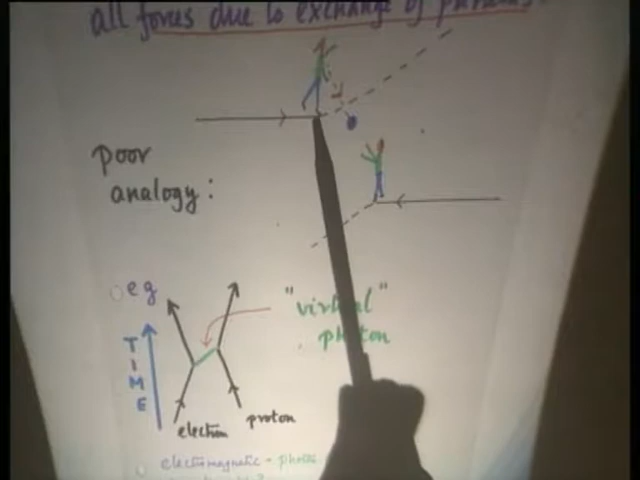 all forces due to exchange of
poor
analogy:
eg
"virtual"
photon
TIME
electron
proton
electromagnetic - photon